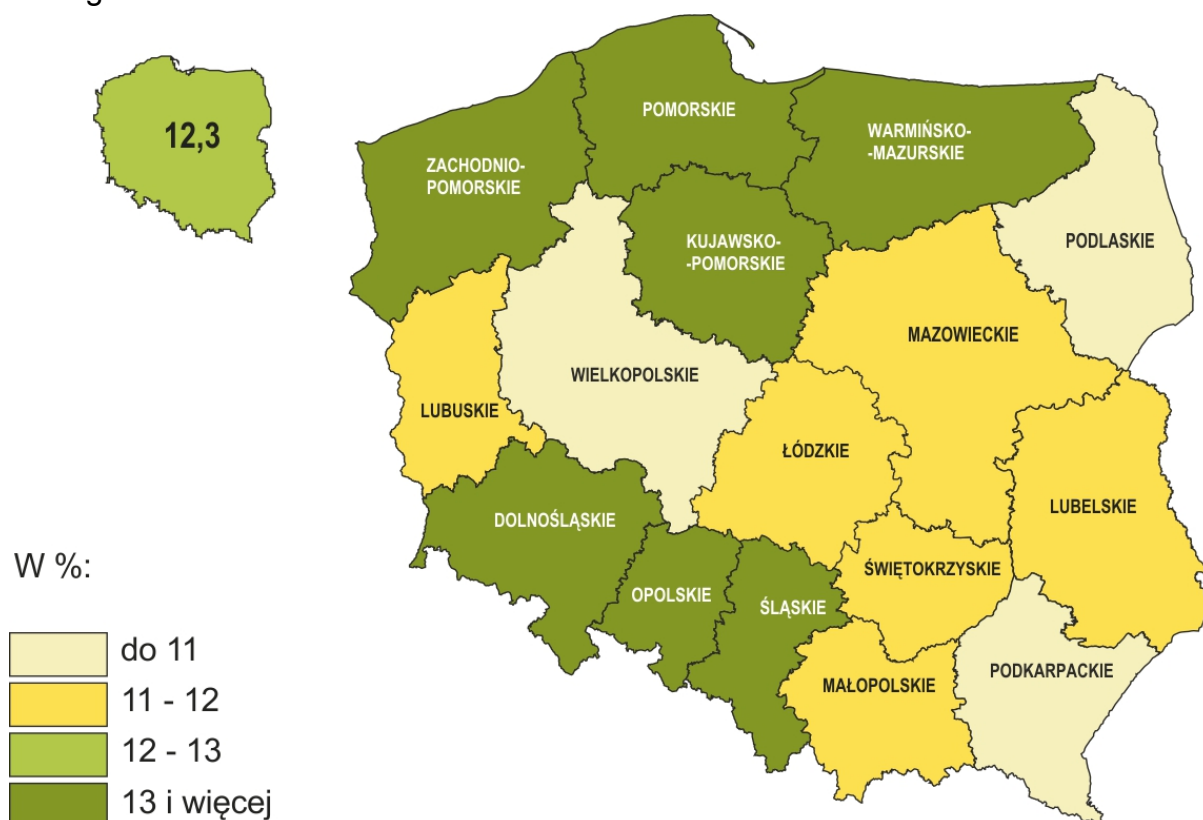 12,3
POMORSKIE
WARMIŃSKO-
-MAZURSKIE
ZACHODNIO-
POMORSKIE
PODLASKIE
KUJAWSKO-
-POMORSKIE
MAZOWIECKIE
WIELKOPOLSKIE
LUBUSKIE
ŁÓDZKIE
LUBELSKIE
DOLNOŚLĄSKIE
ŚWIĘTOKRZYSKIE
OPOLSKIE
ŚLĄSKIE
PODKARPACKIE
MAŁOPOLSKIE
W %:
do 11
11 - 12
12 - 13
13 i więcej